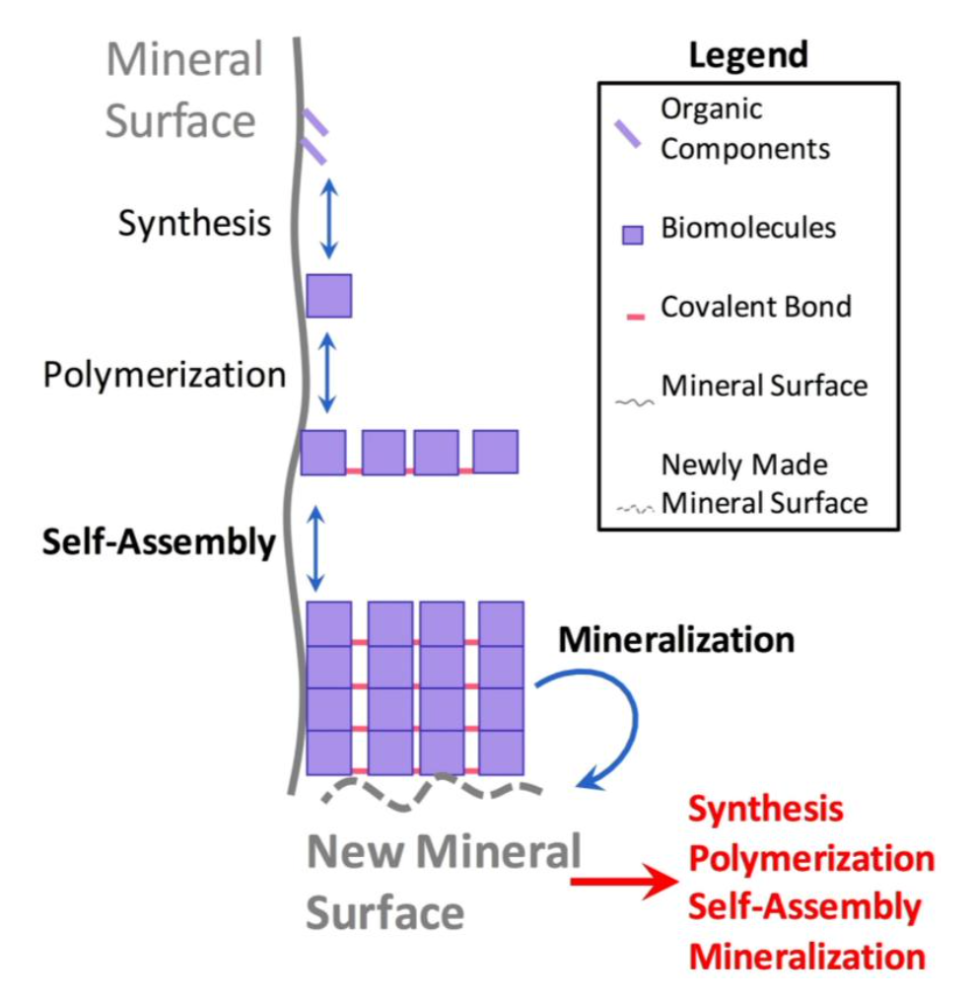 Mineral
Surface
Synthesis
Polymerization
Self-Assembly
Mineralization
New Mineral
Surface
Synthesis
Polymerization
Self-Assembly
Mineralization
Legend
Organic
Components
Biomolecules
Covalent Bond
Mineral Surface
Newly Made
Mineral Surface